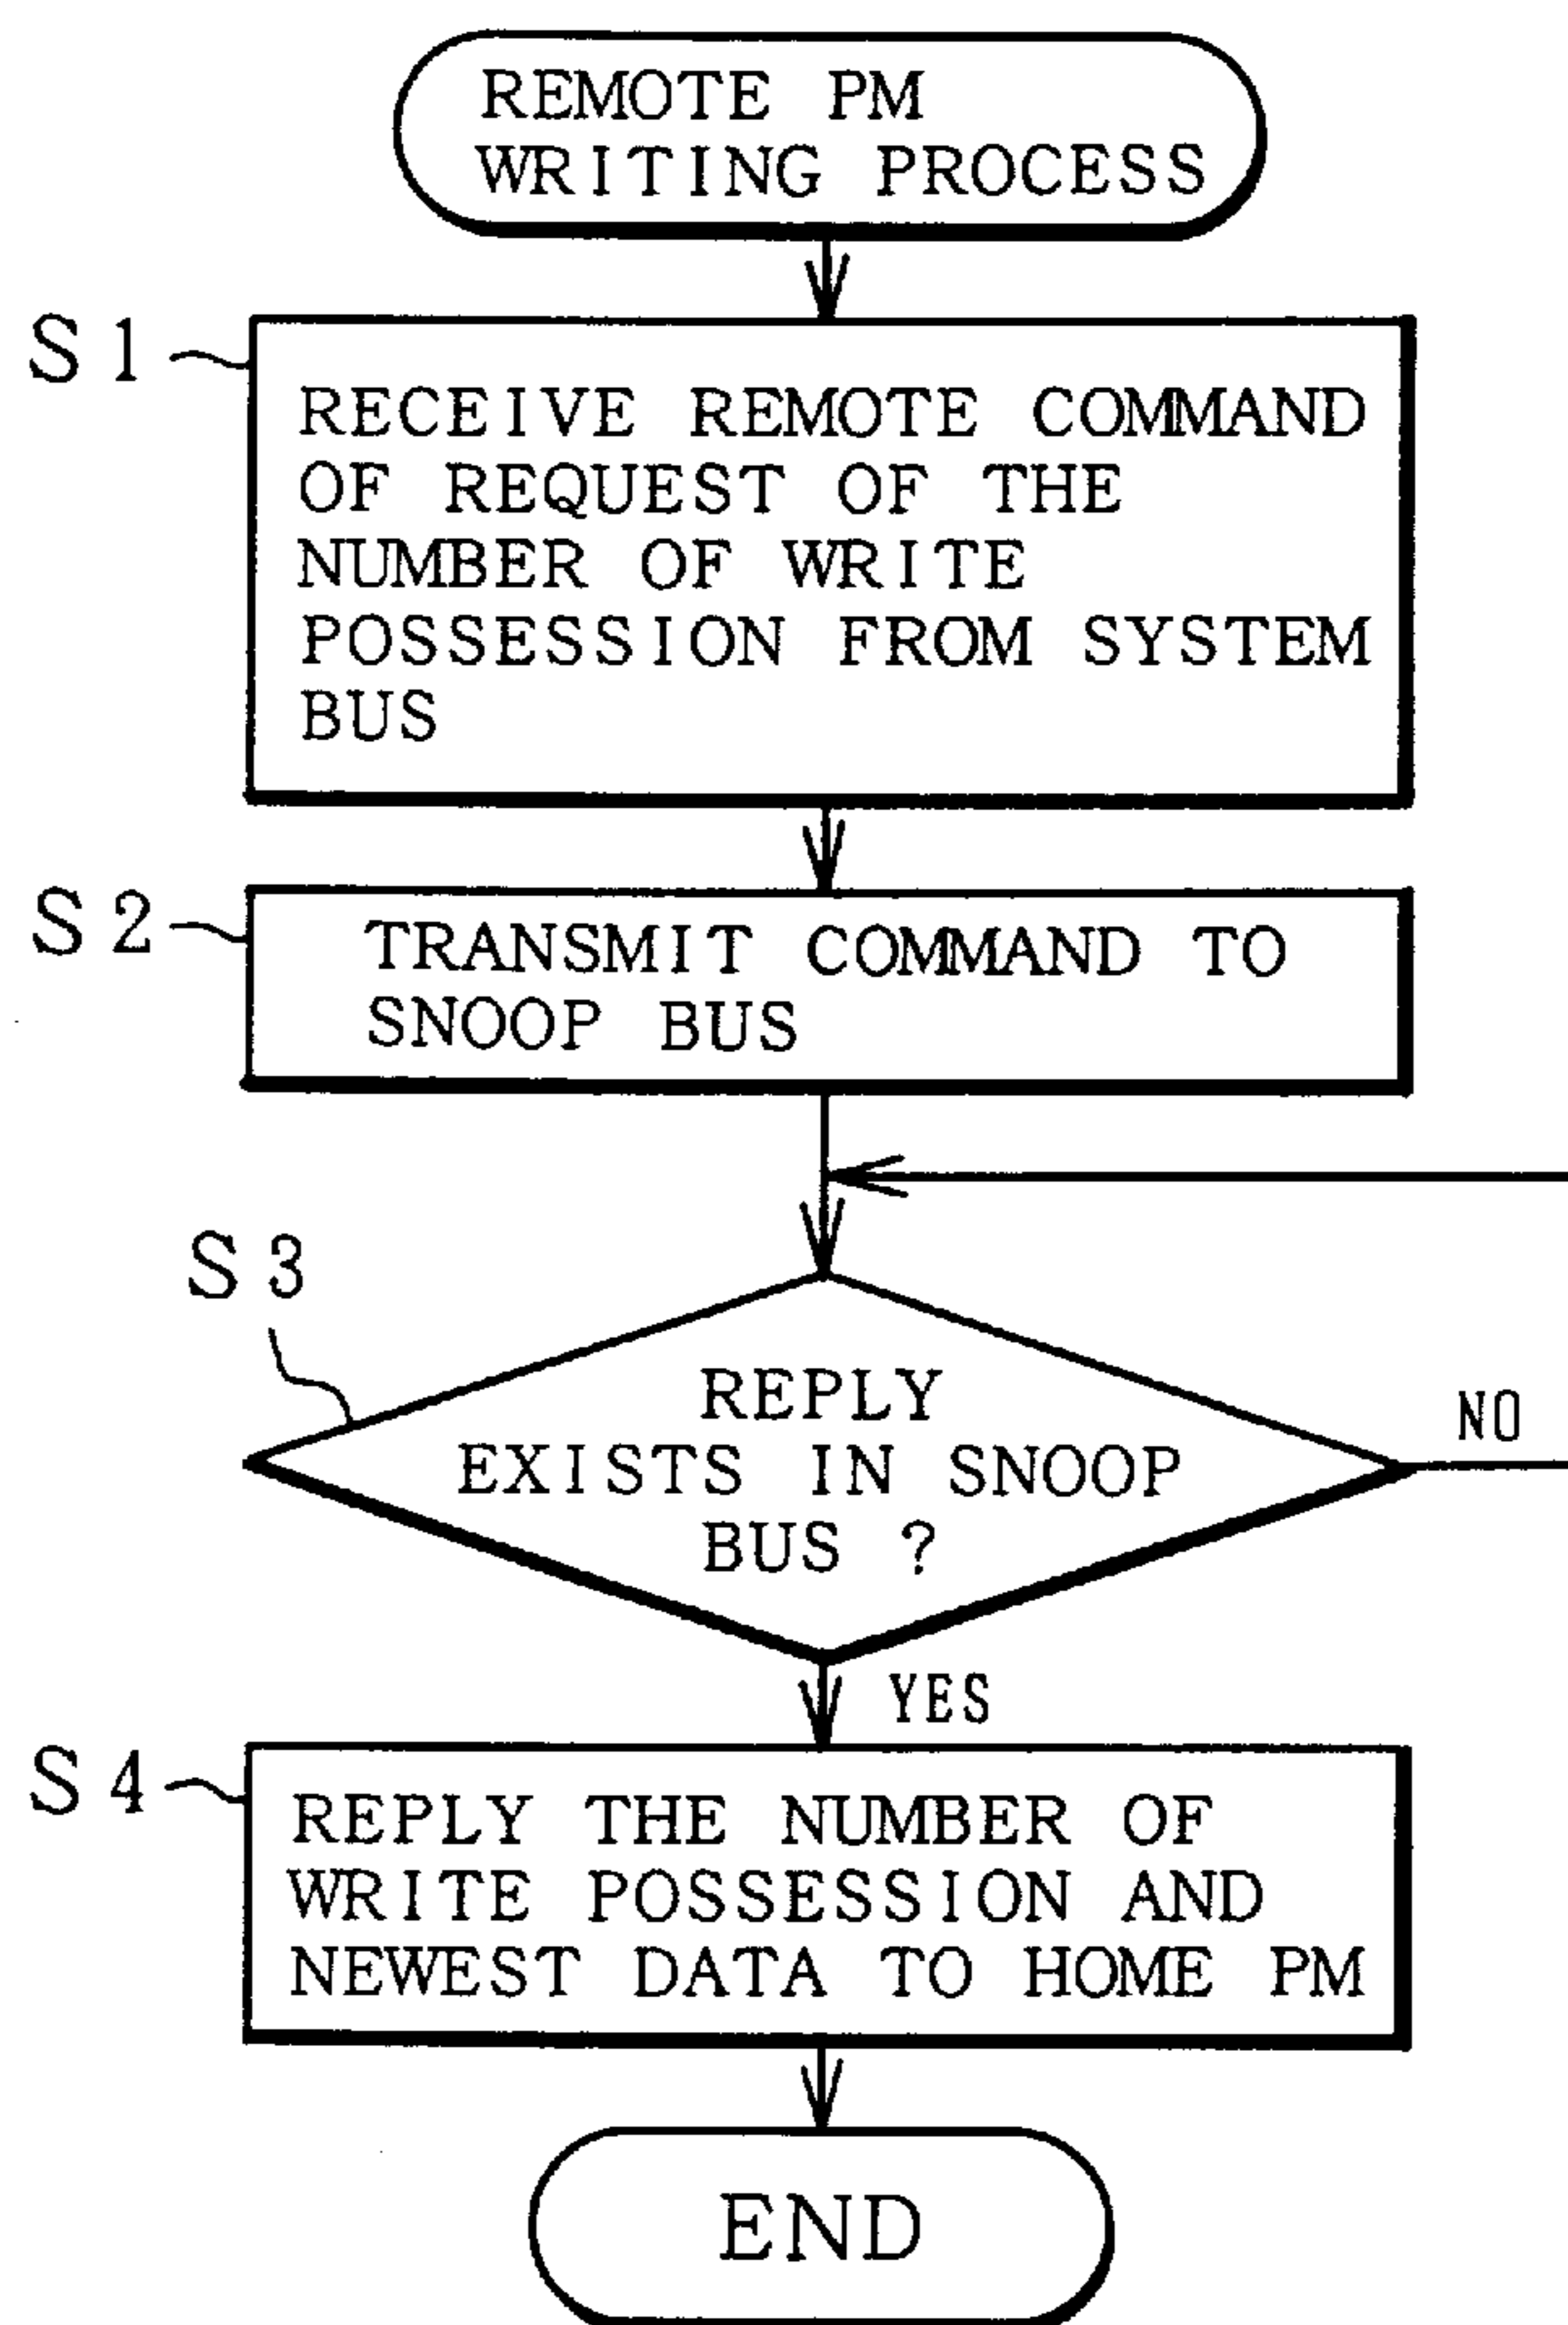 REMOTE PM
WRITING PROCESS
S1
RECEIVE REMOTE COMMAND
OF REQUEST OF THE
NUMBER OF WRITE
POSSESSION FROM SYSTEM
BUS
S2
TRANSMIT COMMAND TO
SNOOP BUS
S3
REPLY
EXISTS IN SNOOP
BUS ?
NO
YES
S4
REPLY THE NUMBER OF
WRITE POSSESSION AND
NEWEST DATA TO HOME PM
END